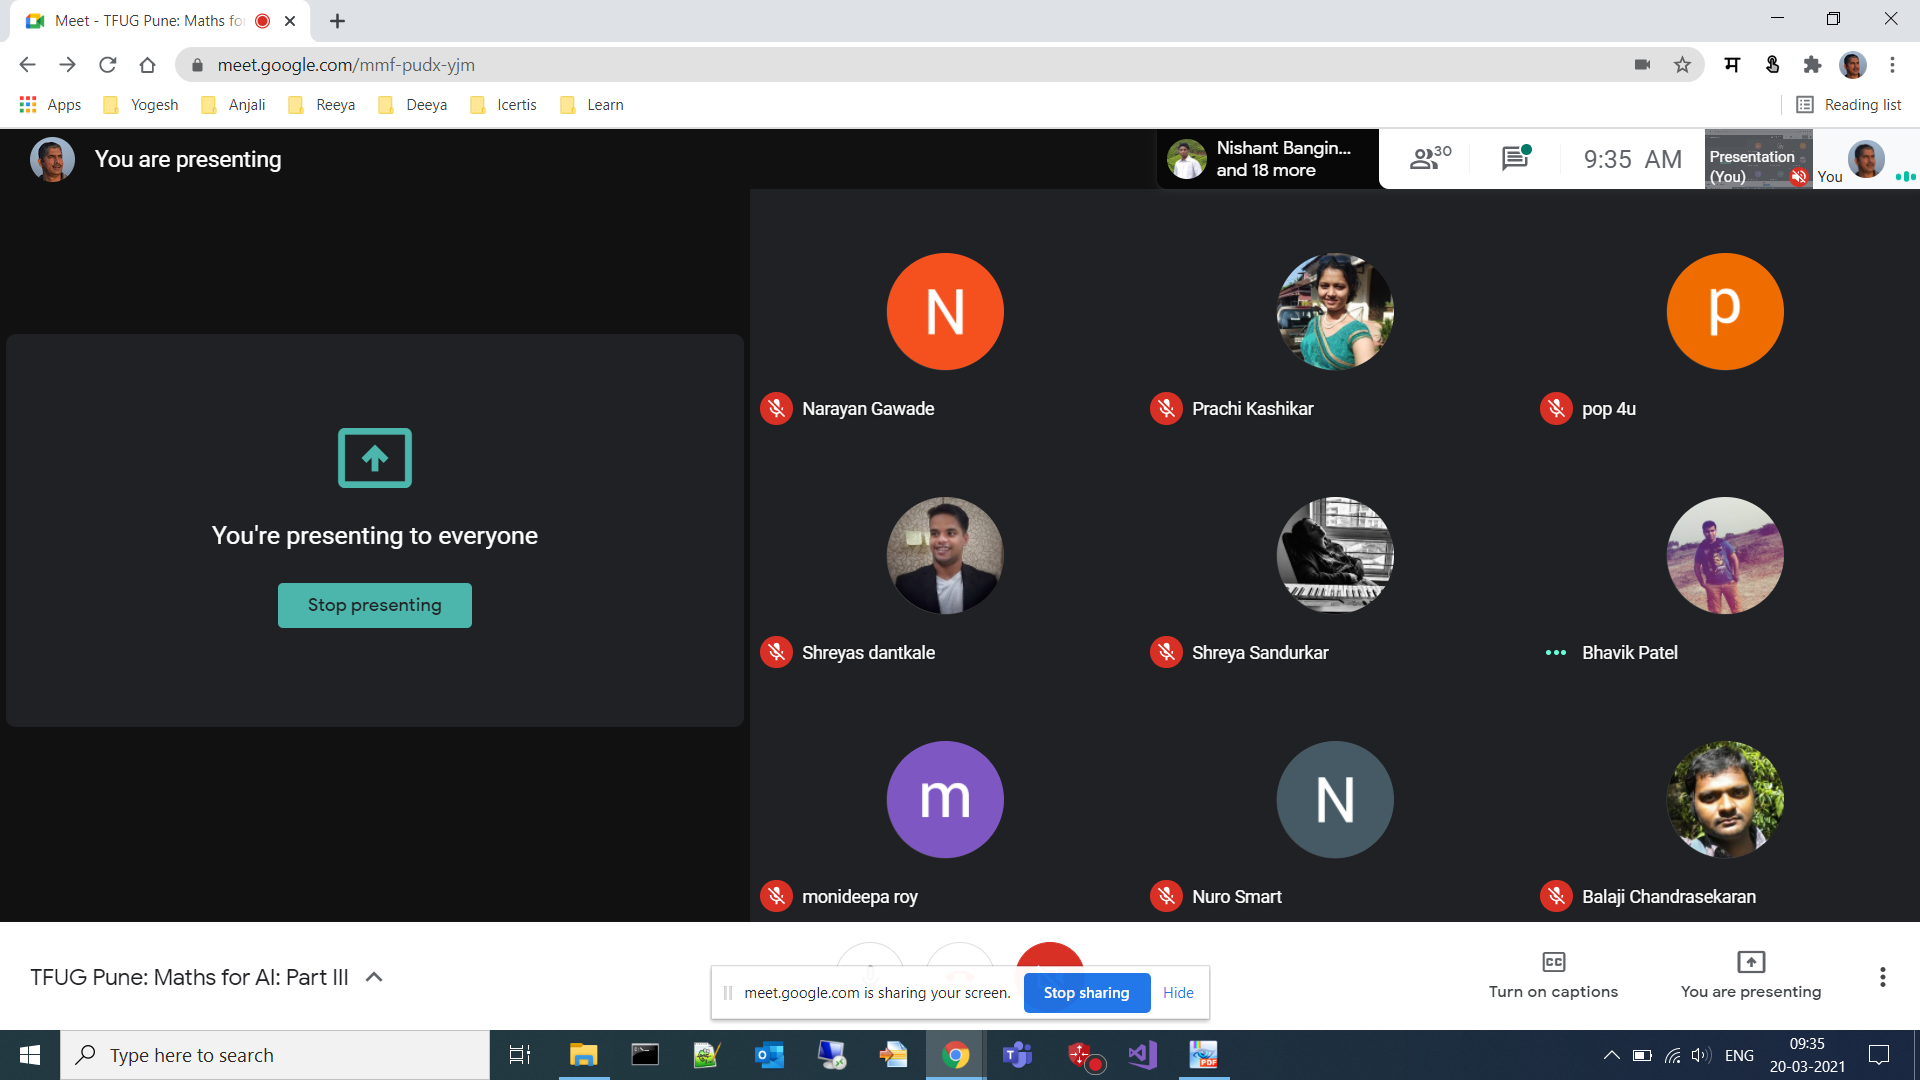 Meet - TFUG Pune: Maths fo
meet.google.com/mmf-pudx-yjm
म
Apps Yogesh Anjali Reeya Deeya Icertis Learn Reading list
You are presenting
Nishant Bangin...
and 18 more
30
9:35 AM
Presentation
(You)
You
N
p
Narayan Gawade
Prachi Kashikar
pop 4u
You're presenting to everyone
Stop presenting
Shreyas dantkale
Shreya Sandurkar
Bhavik Patel
m
N
monideepa roy
Nuro Smart
Balaji Chandrasekaran
TFUG Pune: Maths for AI: Part III
meet.google.com is sharing your screen. Stop sharing Hide
CC
Turn on captions
You are presenting
Type here to search
PDF
ENG
09:35
20-03-2021